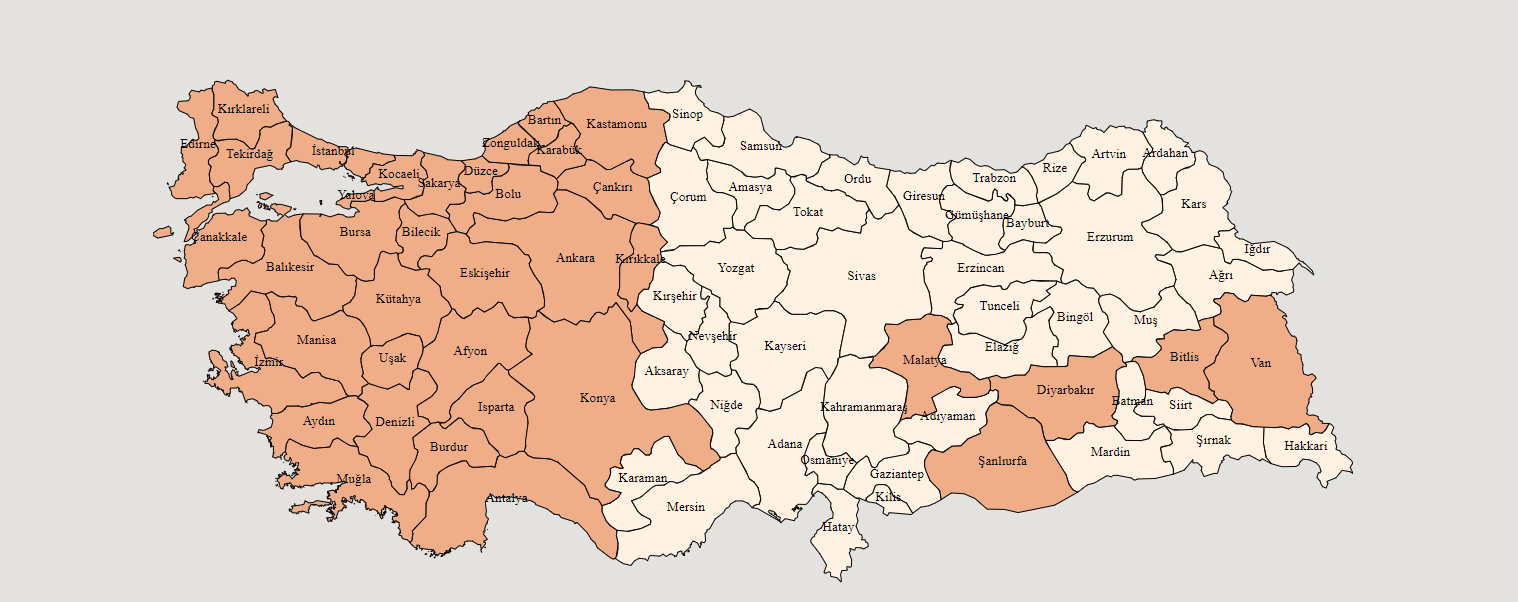 Kırklareli
Edirne
Tekirdağ
İstanbul
Kocaeli
Yalova
Sakarya
Düzce
Bolu
Zonguldak
Bartın
Karabük
Kastamonu
Çankırı
Sinop
Samsun
Çorum
Amasya
Tokat
Ordu
Giresun
Trabzon
Gümüşhane
Bayburt
Rize
Artvin
Ardahan
Kars
Erzurum
Iğdır
Ağrı
Çanakkale
Balıkesir
Bursa
Bilecik
Eskişehir
Kütahya
Ankara
Kırıkkale
Kırşehir
Yozgat
Sivas
Erzincan
Tunceli
Bingöl
Muş
Elazığ
Manisa
İzmir
Uşak
Afyon
Konya
Aksaray
Nevşehir
Kayseri
Malatya
Diyarbakır
Batman
Bitlis
Siirt
Van
Aydın
Denizli
Isparta
Burdur
Muğla
Antalya
Karaman
Mersin
Niğde
Adana
Kahramanmaraş
Osmaniye
Adıyaman
Gaziantep
Kilis
Hatay
Şanlıurfa
Mardin
Şırnak
Hakkari